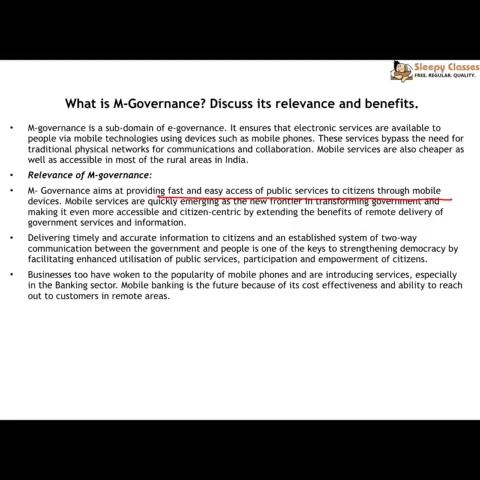 Sleepy Classes
FREE. REGULAR. QUALITY.
What is M-Governance? Discuss its relevance and benefits.
• M-governance is a sub-domain of e-governance. It ensures that electronic services are available to
people via mobile technologies using devices such as mobile phones. These services bypass the need for
traditional physical networks for communications and collaboration. Mobile services are also cheaper as
well as accessible in most of the rural areas in India.
• Relevance of M-governance:
• M- Governance aims at providing fast and easy access of public services to citizens through mobile
devices. Mobile services are quickly emerging as the new frontier in transforming government and
making it even more accessible and citizen-centric by extending the benefits of remote delivery of
government services and information.
• Delivering timely and accurate information to citizens and an established system of two-way
communication between the government and people is one of the keys to strengthening democracy by
facilitating enhanced utilisation of public services, participation and empowerment of citizens.
• Businesses too have woken to the popularity of mobile phones and are introducing services, especially
in the Banking sector. Mobile banking is the future because of its cost effectiveness and ability to reach
out to customers in remote areas.